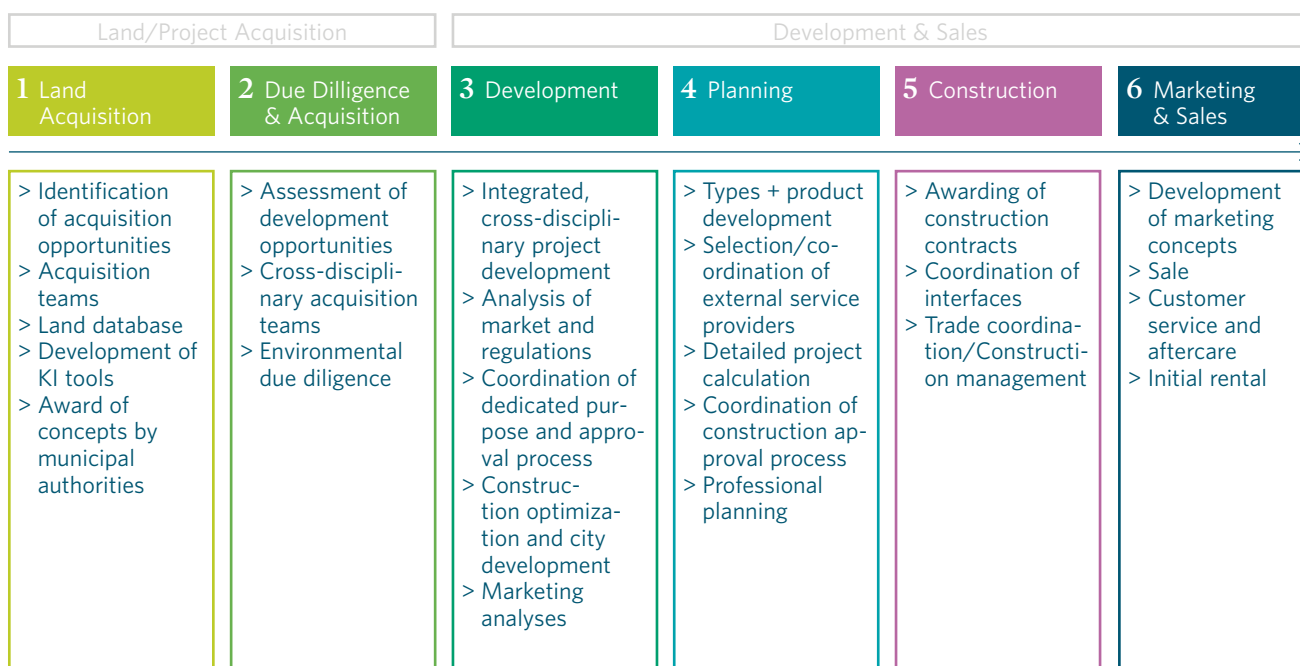 Land/Project Acquisition
Development & Sales
1 Land
Acquisition
2 Due Dilligence
& Acquisition
3 Development
4 Planning
5 Construction
6 Marketing
& Sales
> Identification
of acquisition
opportunities
> Acquisition
teams
> Land database
> Development of
KI tools
> Award of
concepts by
municipal
authorities
> Assessment of
development
opportunities
> Cross-discipli-
nary acquisition
teams
> Environmental
due diligence
> Integrated,
cross-discipli-
nary project
development
> Analysis of
market and
regulations
> Coordination of
dedicated pur-
pose and appro-
val process
> Construc-
tion optimiza-
tion and city
development
> Marketing
analyses
> Types + product
development
> Selection/co-
ordination of
external service
providers
> Detailed project
calculation
> Coordination of
construction ap-
proval process
> Professional
planning
> Awarding of
construction
contracts
> Coordination of
interfaces
> Trade coordina-
tion/Constructi-
on management
> Development
of marketing
concepts
> Sale
> Customer
service and
aftercare
> Initial rental